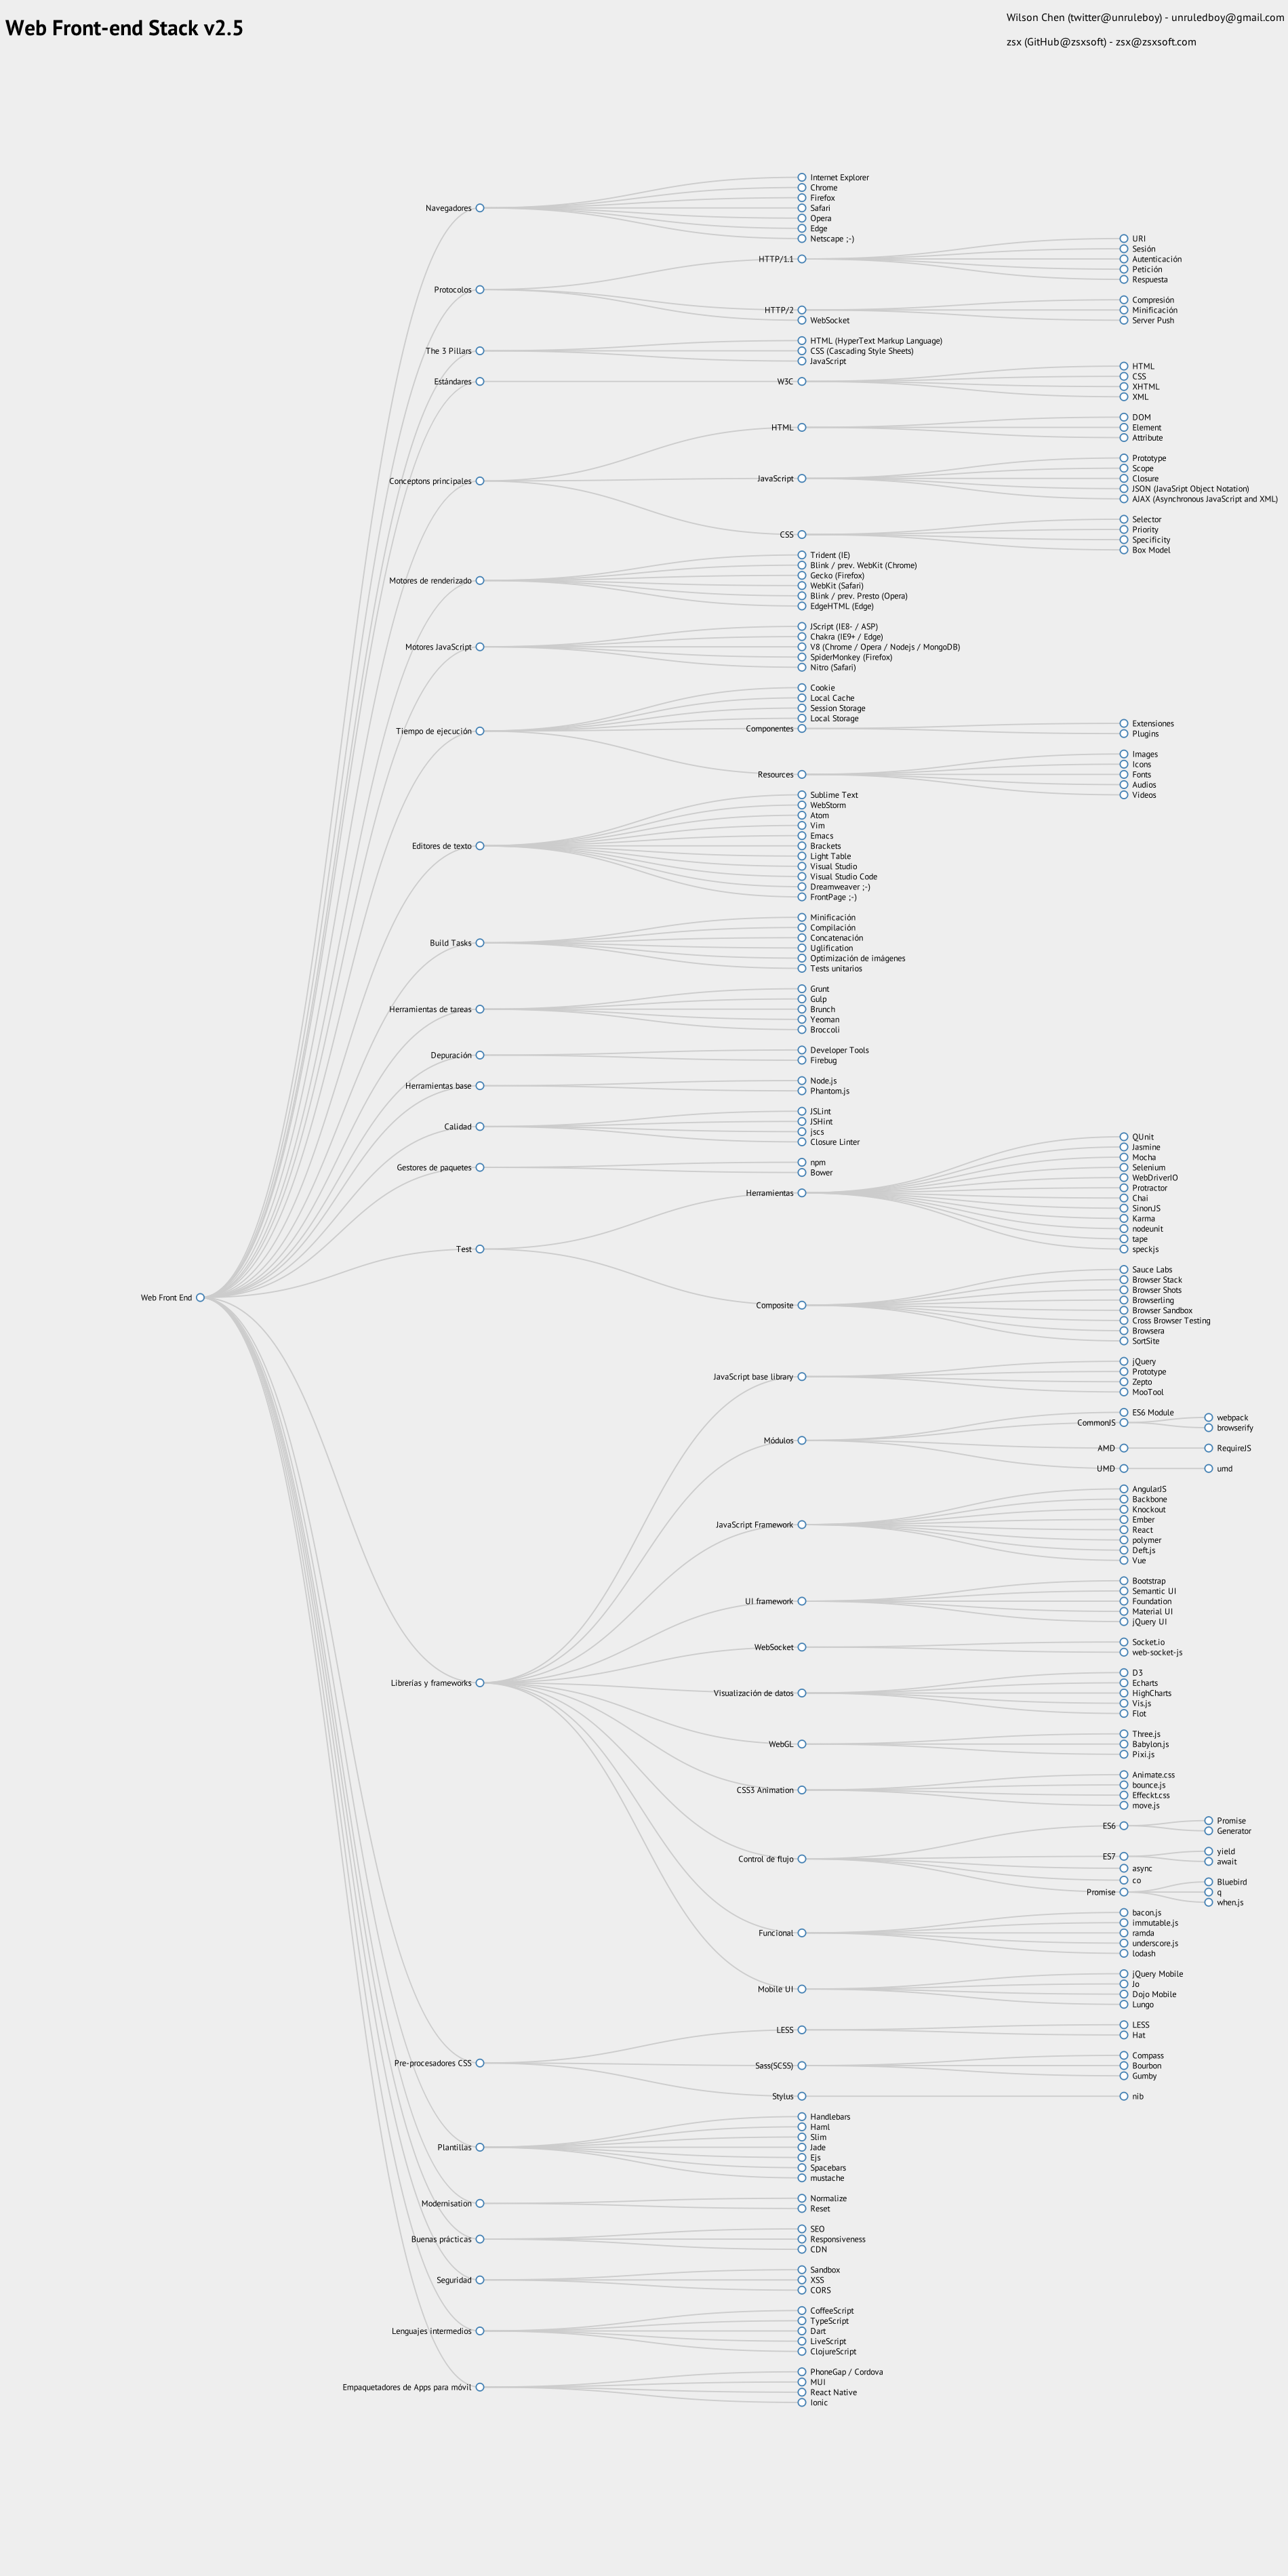 Web Front-end Stack v2.5
Wilson Chen (twitter@unruleboy) - unruledboy@gmail.com
zsx (GitHub@zsxsoft) - zsx@zsxsoft.com
Web Front End
Navegadores
Internet Explorer
Chrome
Firefox
Safari
Opera
Edge
Netscape ;-)
Protocolos
HTTP/1.1
URI
Sesión
Autenticación
Petición
Respuesta
HTTP/2
Compresión
Minificación
Server Push
WebSocket
The 3 Pillars
HTML (HyperText Markup Language)
CSS (Cascading Style Sheets)
JavaScript
Estándares
W3C
HTML
CSS
XHTML
XML
Conceptons principales
HTML
DOM
Element
Attribute
JavaScript
Prototype
Scope
Closure
JSON (JavaSript Object Notation)
AJAX (Asynchronous JavaScript and XML)
CSS
Selector
Priority
Specificity
Box Model
Motores de renderizado
Trident (IE)
Blink / prev. WebKit (Chrome)
Gecko (Firefox)
WebKit (Safari)
Blink / prev. Presto (Opera)
EdgeHTML (Edge)
Motores JavaScript
JScript (IE8- / ASP)
Chakra (IE9+ / Edge)
V8 (Chrome / Opera / Nodejs / MongoDB)
SpiderMonkey (Firefox)
Nitro (Safari)
Tiempo de ejecución
Cookie
Local Cache
Session Storage
Local Storage
Componentes
Extensiones
Plugins
Resources
Images
Icons
Fonts
Audios
Videos
Editores de texto
Sublime Text
WebStorm
Atom
Vim
Emacs
Brackets
Light Table
Visual Studio
Visual Studio Code
Dreamweaver ;-)
FrontPage ;-)
Build Tasks
Minificación
Compilación
Concatenación
Uglification
Optimización de imágenes
Tests unitarios
Herramientas de tareas
Grunt
Gulp
Brunch
Yeoman
Broccoli
Depuración
Developer Tools
Firebug
Herramientas base
Node.js
Phantom.js
Calidad
JSLint
JSHint
jscs
Closure Linter
Gestores de paquetes
npm
Bower
Test
Herramientas
QUnit
Jasmine
Mocha
Selenium
WebDriverIO
Protractor
Chai
SinonJS
Karma
nodeunit
tape
speckjs
Composite
Sauce Labs
Browser Stack
Browser Shots
Browserling
Browser Sandbox
Cross Browser Testing
Browsera
SortSite
Librerías y frameworks
JavaScript base library
jQuery
Prototype
Zepto
MooTool
Módulos
ES6 Module
CommonJS
webpack
browserify
AMD
RequireJS
UMD
umd
JavaScript Framework
AngularJS
Backbone
Knockout
Ember
React
polymer
Deft.js
Vue
UI framework
Bootstrap
Semantic UI
Foundation
Material UI
jQuery UI
WebSocket
Socket.io
web-socket-js
Visualización de datos
D3
Echarts
HighCharts
Vis.js
Flot
WebGL
Three.js
Babylon.js
Pixi.js
CSS3 Animation
Animate.css
bounce.js
Effeckt.css
move.js
Control de flujo
ES6
Promise
Generator
ES7
yield
await
async
co
Promise
Bluebird
q
when.js
Funcional
bacon.js
immutable.js
ramda
underscore.js
lodash
Mobile UI
jQuery Mobile
Jo
Dojo Mobile
Lungo
Pre-procesadores CSS
LESS
LESS
Hat
Sass(SCSS)
Compass
Bourbon
Gumby
Stylus
nib
Plantillas
Handlebars
Haml
Slim
Jade
Ejs
Spacebars
mustache
Modernisation
Normalize
Reset
Buenas prácticas
SEO
Responsiveness
CDN
Seguridad
Sandbox
XSS
CORS
Lenguajes intermedios
CoffeeScript
TypeScript
Dart
LiveScript
ClojureScript
Empaquetadores de Apps para móvil
PhoneGap / Cordova
MUI
React Native
Ionic